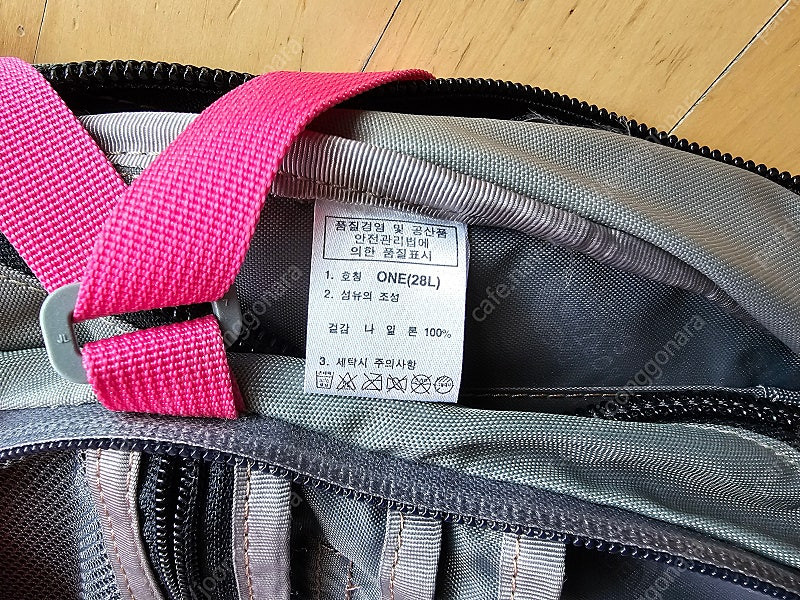 품질경영 및 공산품
안전관리법에
의한 품질표시
1. 호칭 ONE(28L)
2. 섬유의 조성
겉감 나 일 론 100%
3. 세탁시 주의사항
JL